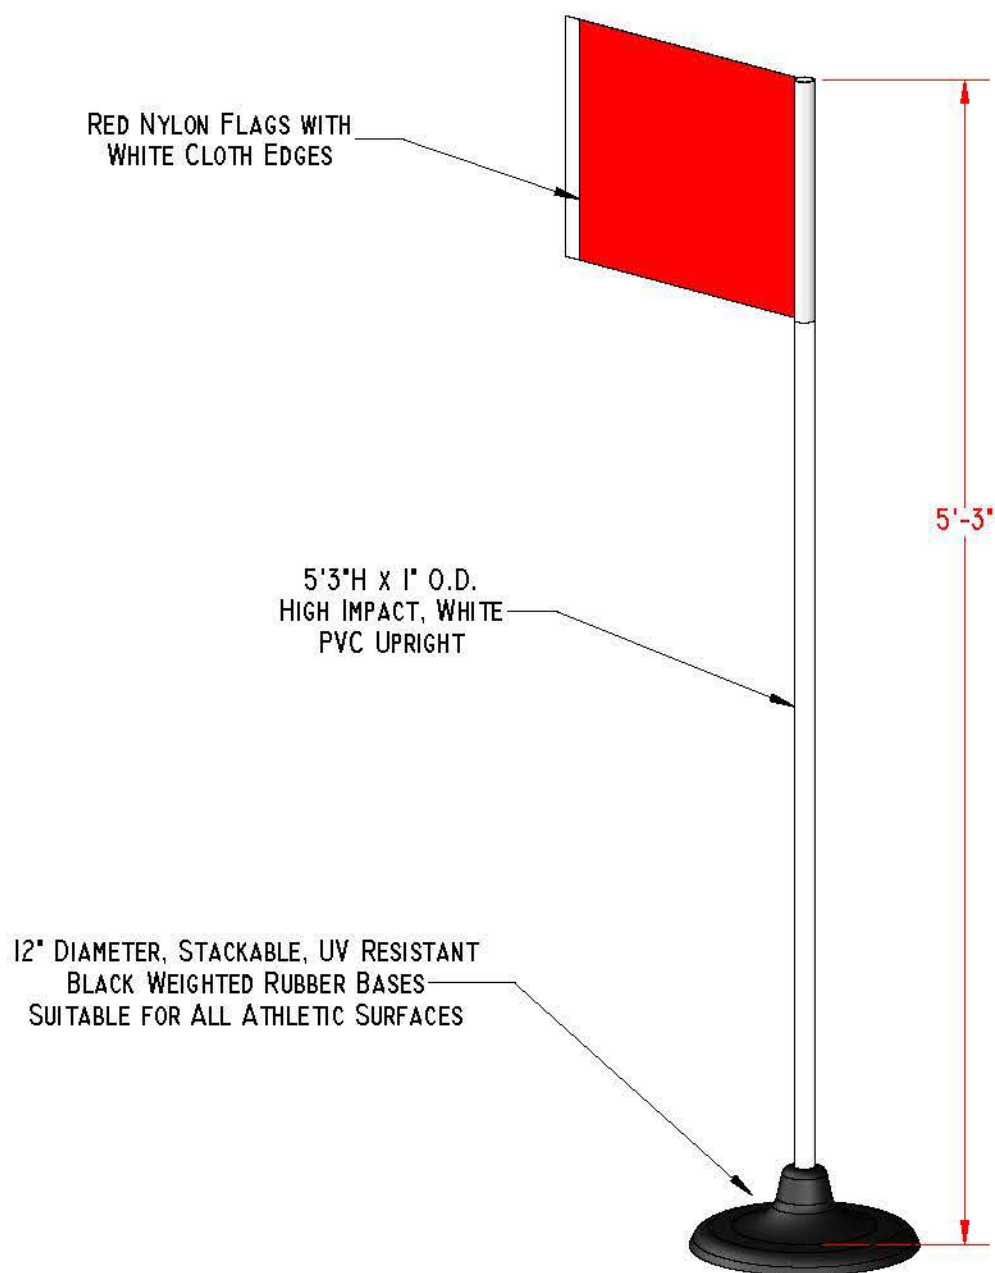 RED NYLON FLAGS WITH
WHITE CLOTH EDGES
5'-3"
5'3"H X 1" O.D.
HIGH IMPACT, WHITE
PVC UPRIGHT
12" DIAMETER, STACKABLE, UV RESISTANT
BLACK WEIGHTED RUBBER BASES
SUITABLE FOR ALL ATHLETIC SURFACES